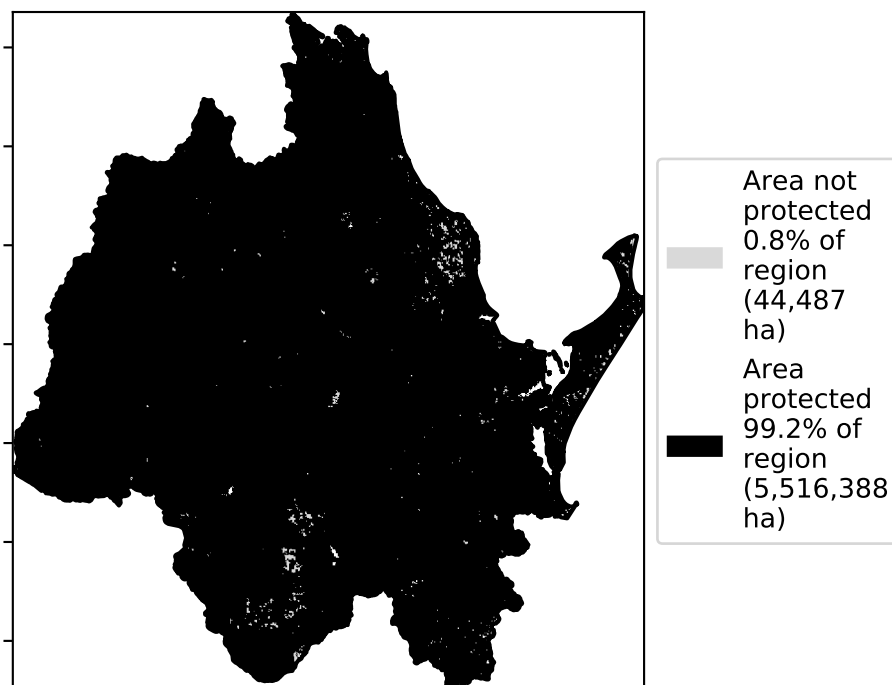 Area not
protected
0.8% of
region
(44,487
ha)
Area
protected
99.2% of
region
(5,516,388
ha)